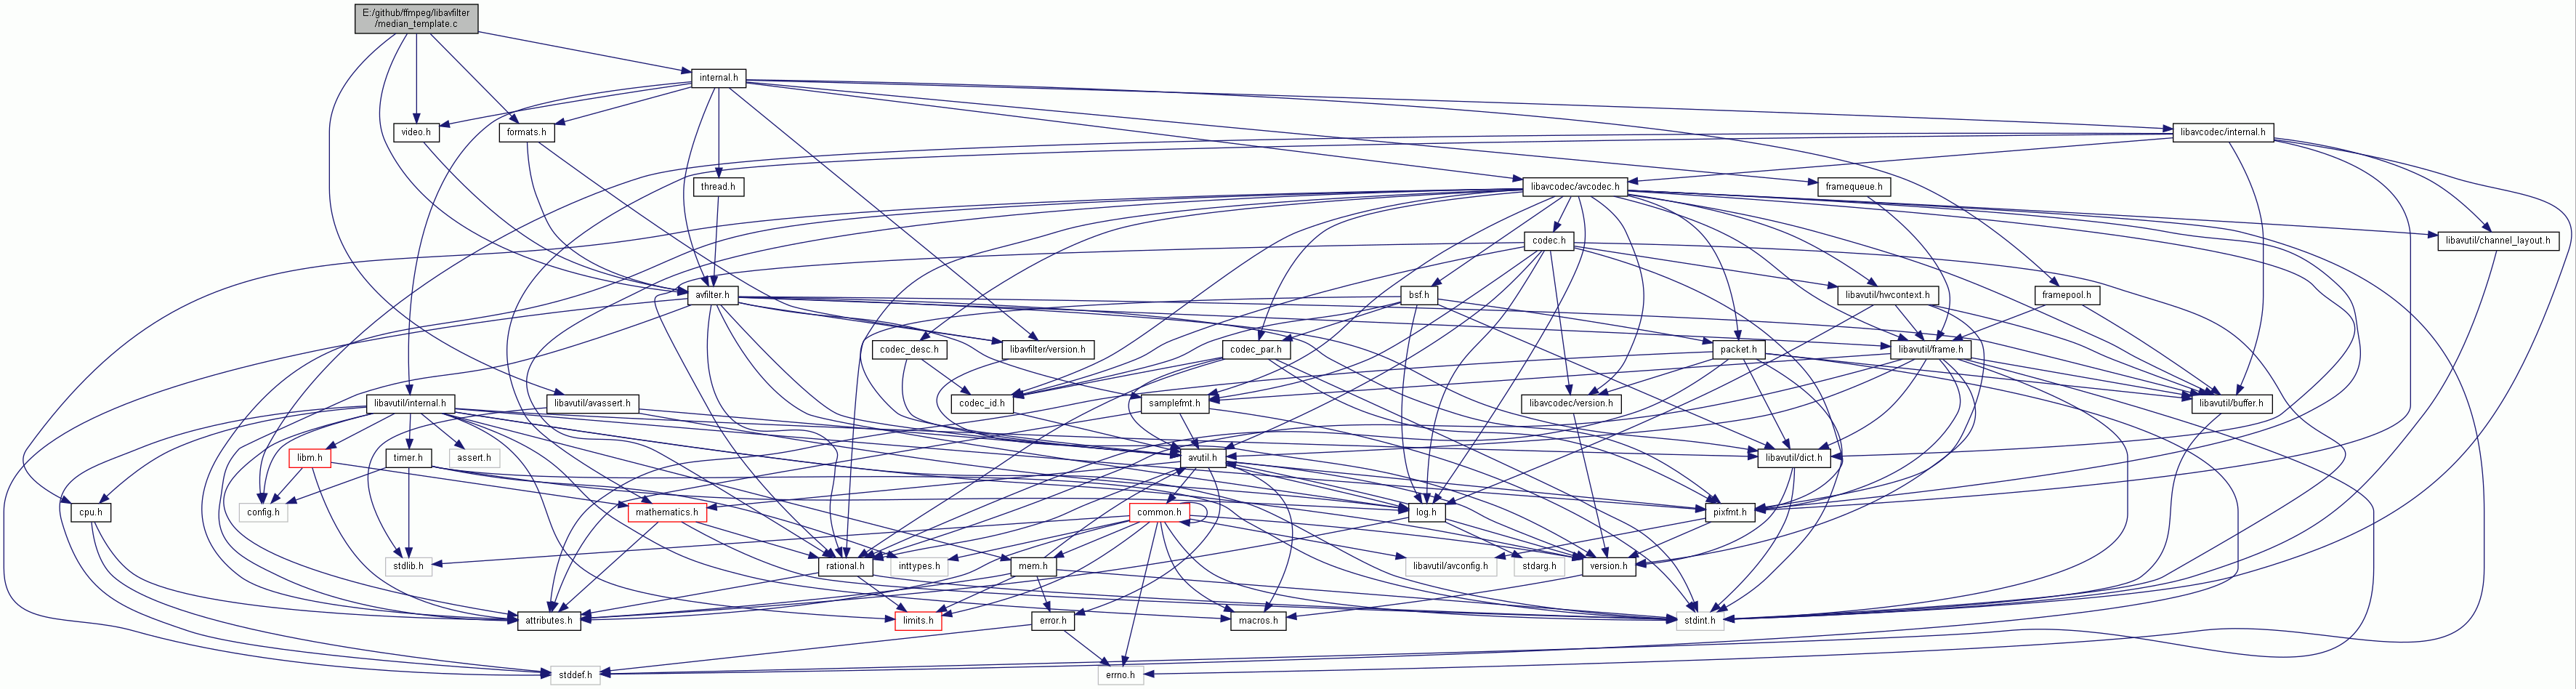 E:/github/ffmpeg/libavfilter
/median_template.c
internal.h
video.h
formats.h
libavcodec/internal.h
thread.h
libavcodec/avcodec.h
framequeue.h
codec.h
libavutil/channel_layout.h
avfilter.h
bsf.h
libavutil/hwcontext.h
framepool.h
codec_desc.h
libavfilter/version.h
codec_par.h
packet.h
libavutil/frame.h
libavutil/internal.h
libavutil/avassert.h
codec_id.h
samplefmt.h
libavcodec/version.h
libavutil/buffer.h
libm.h
timer.h
assert.h
avutil.h
libavutil/dict.h
cpu.h
config.h
mathematics.h
common.h
log.h
pixfmt.h
stdlib.h
rational.h
inttypes.h
mem.h
libavutil/avconfig.h
stdarg.h
version.h
attributes.h
limits.h
error.h
macros.h
stdint.h
stddef.h
errno.h